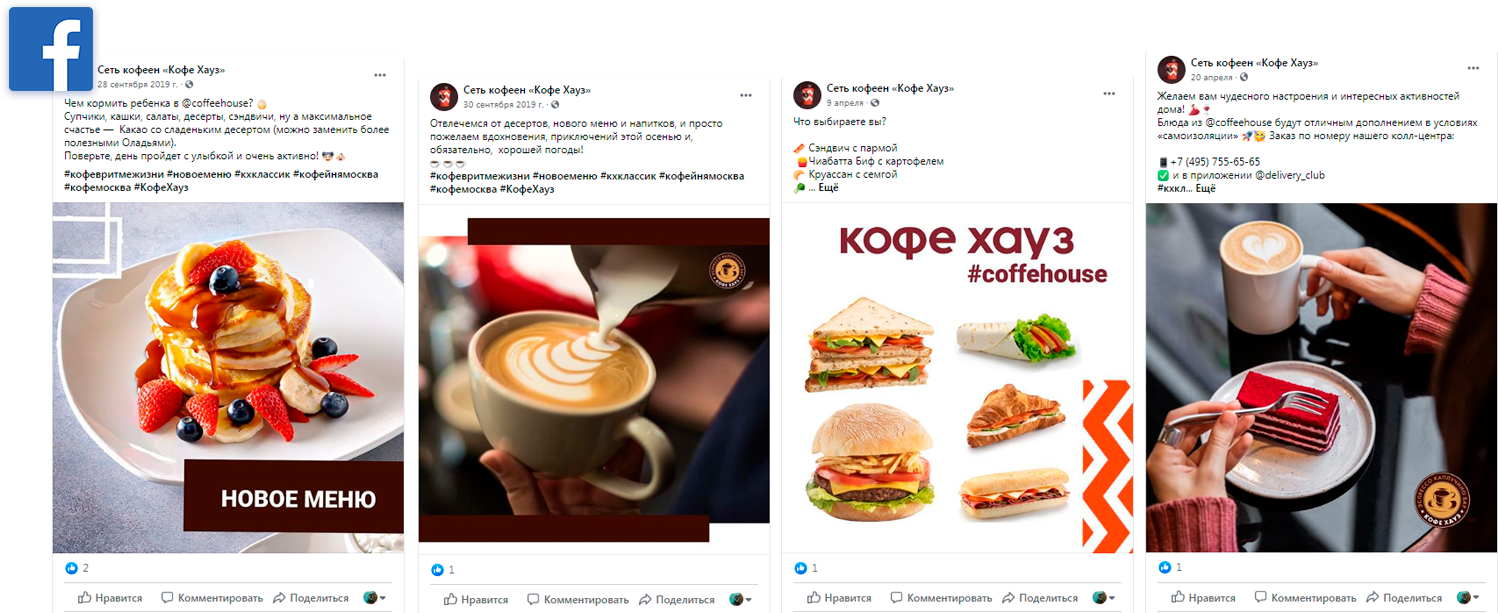 f
Сеть кофеен «Кофе Хауз»
28 сентября 2019 г. ·
Чем кормить ребенка в @coffeehouse?
Супчики, кашки, салаты, десерты, сэндвичи, ну а максимальное
счастье — Какао со сладеньким десертом (можно заменить более
полезными Оладьями).
Поверьте, день пройдет с улыбкой и очень активно!
#кофевритмежизни #новоеменю #кхклассик #кофейнямосква
#кофемосква #КофеХауз
НОВОЕ МЕНЮ
2
Нравится Комментировать Поделиться
Сеть кофеен «Кофе Хауз»
30 сентября 2019 г. ·
Отвлечемся от десертов, нового меню и напитков, и просто
пожелаем вдохновения, приключений этой осенью и,
обязательно, хорошей погоды!
#кофевритмежизни #новоеменю #кхклассик #кофейнямосква
#кофемосква #КофеХауз
КОФЕ ХАУЗ
1
Нравится Комментировать Поделиться
Сеть кофеен «Кофе Хауз»
9 апреля ·
Что выбираете вы?
Сэндвич с пармой
Чиабатта Биф с картофелем
Круассан с семгой
... Ещё
кофе хауз
#coffehouse
1
Нравится Комментировать Поделиться
Сеть кофеен «Кофе Хауз»
20 апреля ·
Желаем вам чудесного настроения и интересных активностей
дома!
Блюда из @coffeehouse будут отличным дополнением в условиях
«самоизоляции» Заказ по номеру нашего колл-центра:
+7 (495) 755-65-65
и в приложении @delivery_club
#кхкл... Ещё
ЭСПРЕССО КАПУЧИНО БАР
КОФЕ ХАУЗ
1
Нравится Комментировать Поделиться